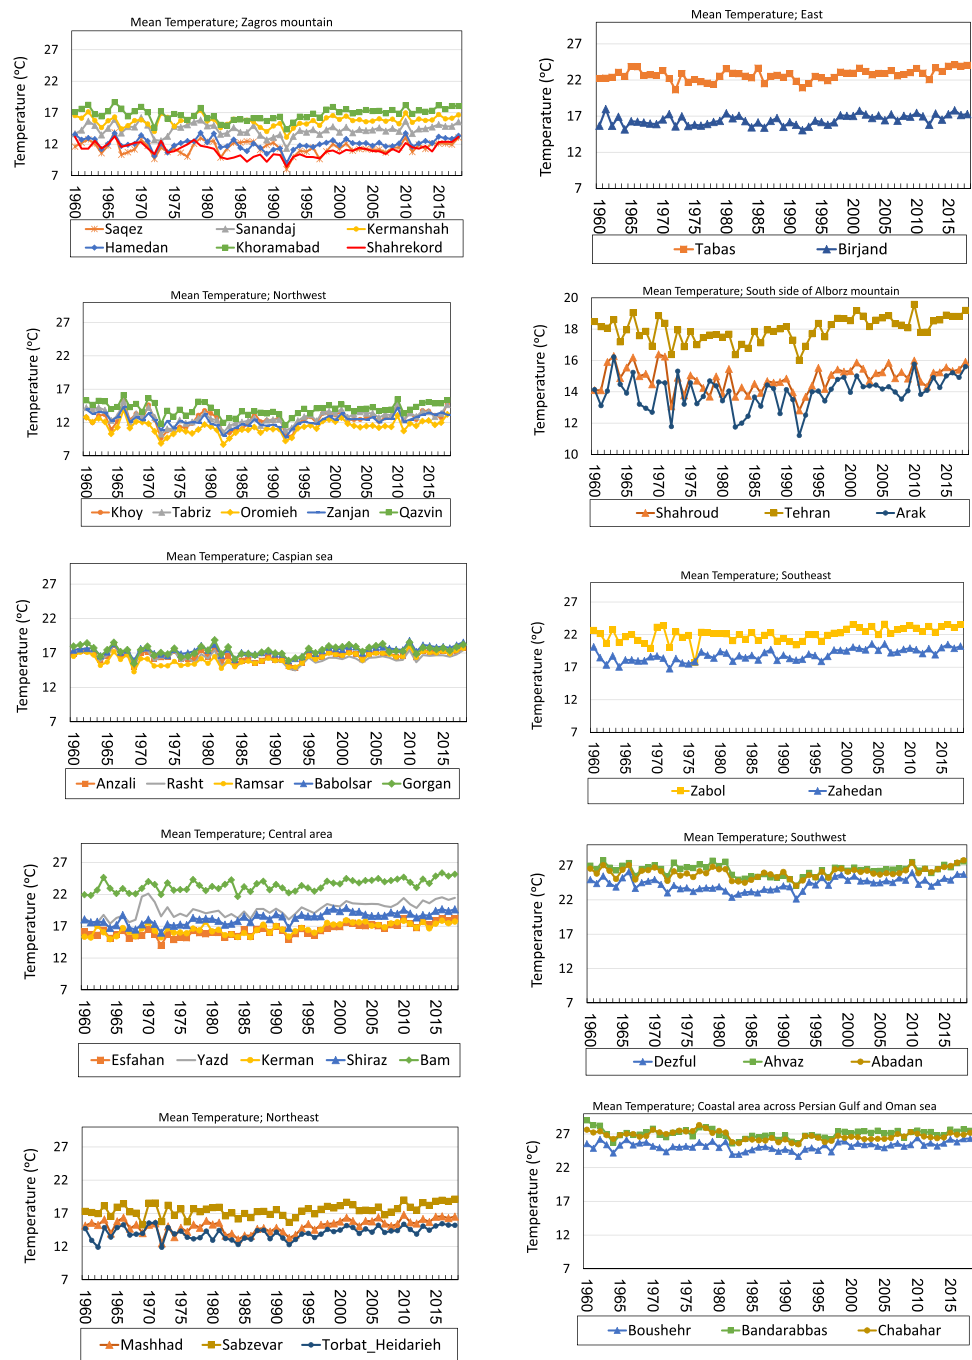 Mean Temperature; Zagros mountain
Temperature (°C)
27
22
17
12
7
1960 1965 1970 1975 1980 1985 1990 1995 2000 2005 2010 2015
Saqez Sanandaj Kermanshah
Hamedan Khoramabad Shahrekord
Mean Temperature; East
Temperature (°C)
27
22
17
12
7
1960 1965 1970 1975 1980 1985 1990 1995 2000 2005 2010 2015
Tabas Birjand
Mean Temperature; Northwest
Temperature (°C)
27
22
17
12
7
1960 1965 1970 1975 1980 1985 1990 1995 2000 2005 2010 2015
Khoy Tabriz Oromieh Zanjan Qazvin
Mean Temperature; South side of Alborz mountain
Temperature (°C)
20
18
16
14
12
10
1960 1965 1970 1975 1980 1985 1990 1995 2000 2005 2010 2015
Shahroud Tehran Arak
Mean Temperature; Caspian sea
Temperature (°C)
27
22
17
12
7
1960 1965 1970 1975 1980 1985 1990 1995 2000 2005 2010 2015
Anzali Rasht Ramsar Babolsar Gorgan
Mean Temperature; Southeast
Temperature (°C)
27
22
17
12
7
1960 1965 1970 1975 1980 1985 1990 1995 2000 2005 2010 2015
Zabol Zahedan
Mean Temperature; Central area
Temperature (°C)
27
22
17
12
7
1960 1965 1970 1975 1980 1985 1990 1995 2000 2005 2010 2015
Esfahan Yazd Kerman Shiraz Bam
Mean Temperature; Southwest
Temperature (°C)
27
22
17
12
7
1960 1965 1970 1975 1980 1985 1990 1995 2000 2005 2010 2015
Dezful Ahvaz Abadan
Mean Temperature; Northeast
Temperature (°C)
27
22
17
12
7
1960 1965 1970 1975 1980 1985 1990 1995 2000 2005 2010 2015
Mashhad Sabzevar Torbat_Heidarieh
Mean Temperature; Coastal area across Persian Gulf and Oman sea
Temperature (°C)
27
22
17
12
7
1960 1965 1970 1975 1980 1985 1990 1995 2000 2005 2010 2015
Boushehr Bandarabbas Chabahar